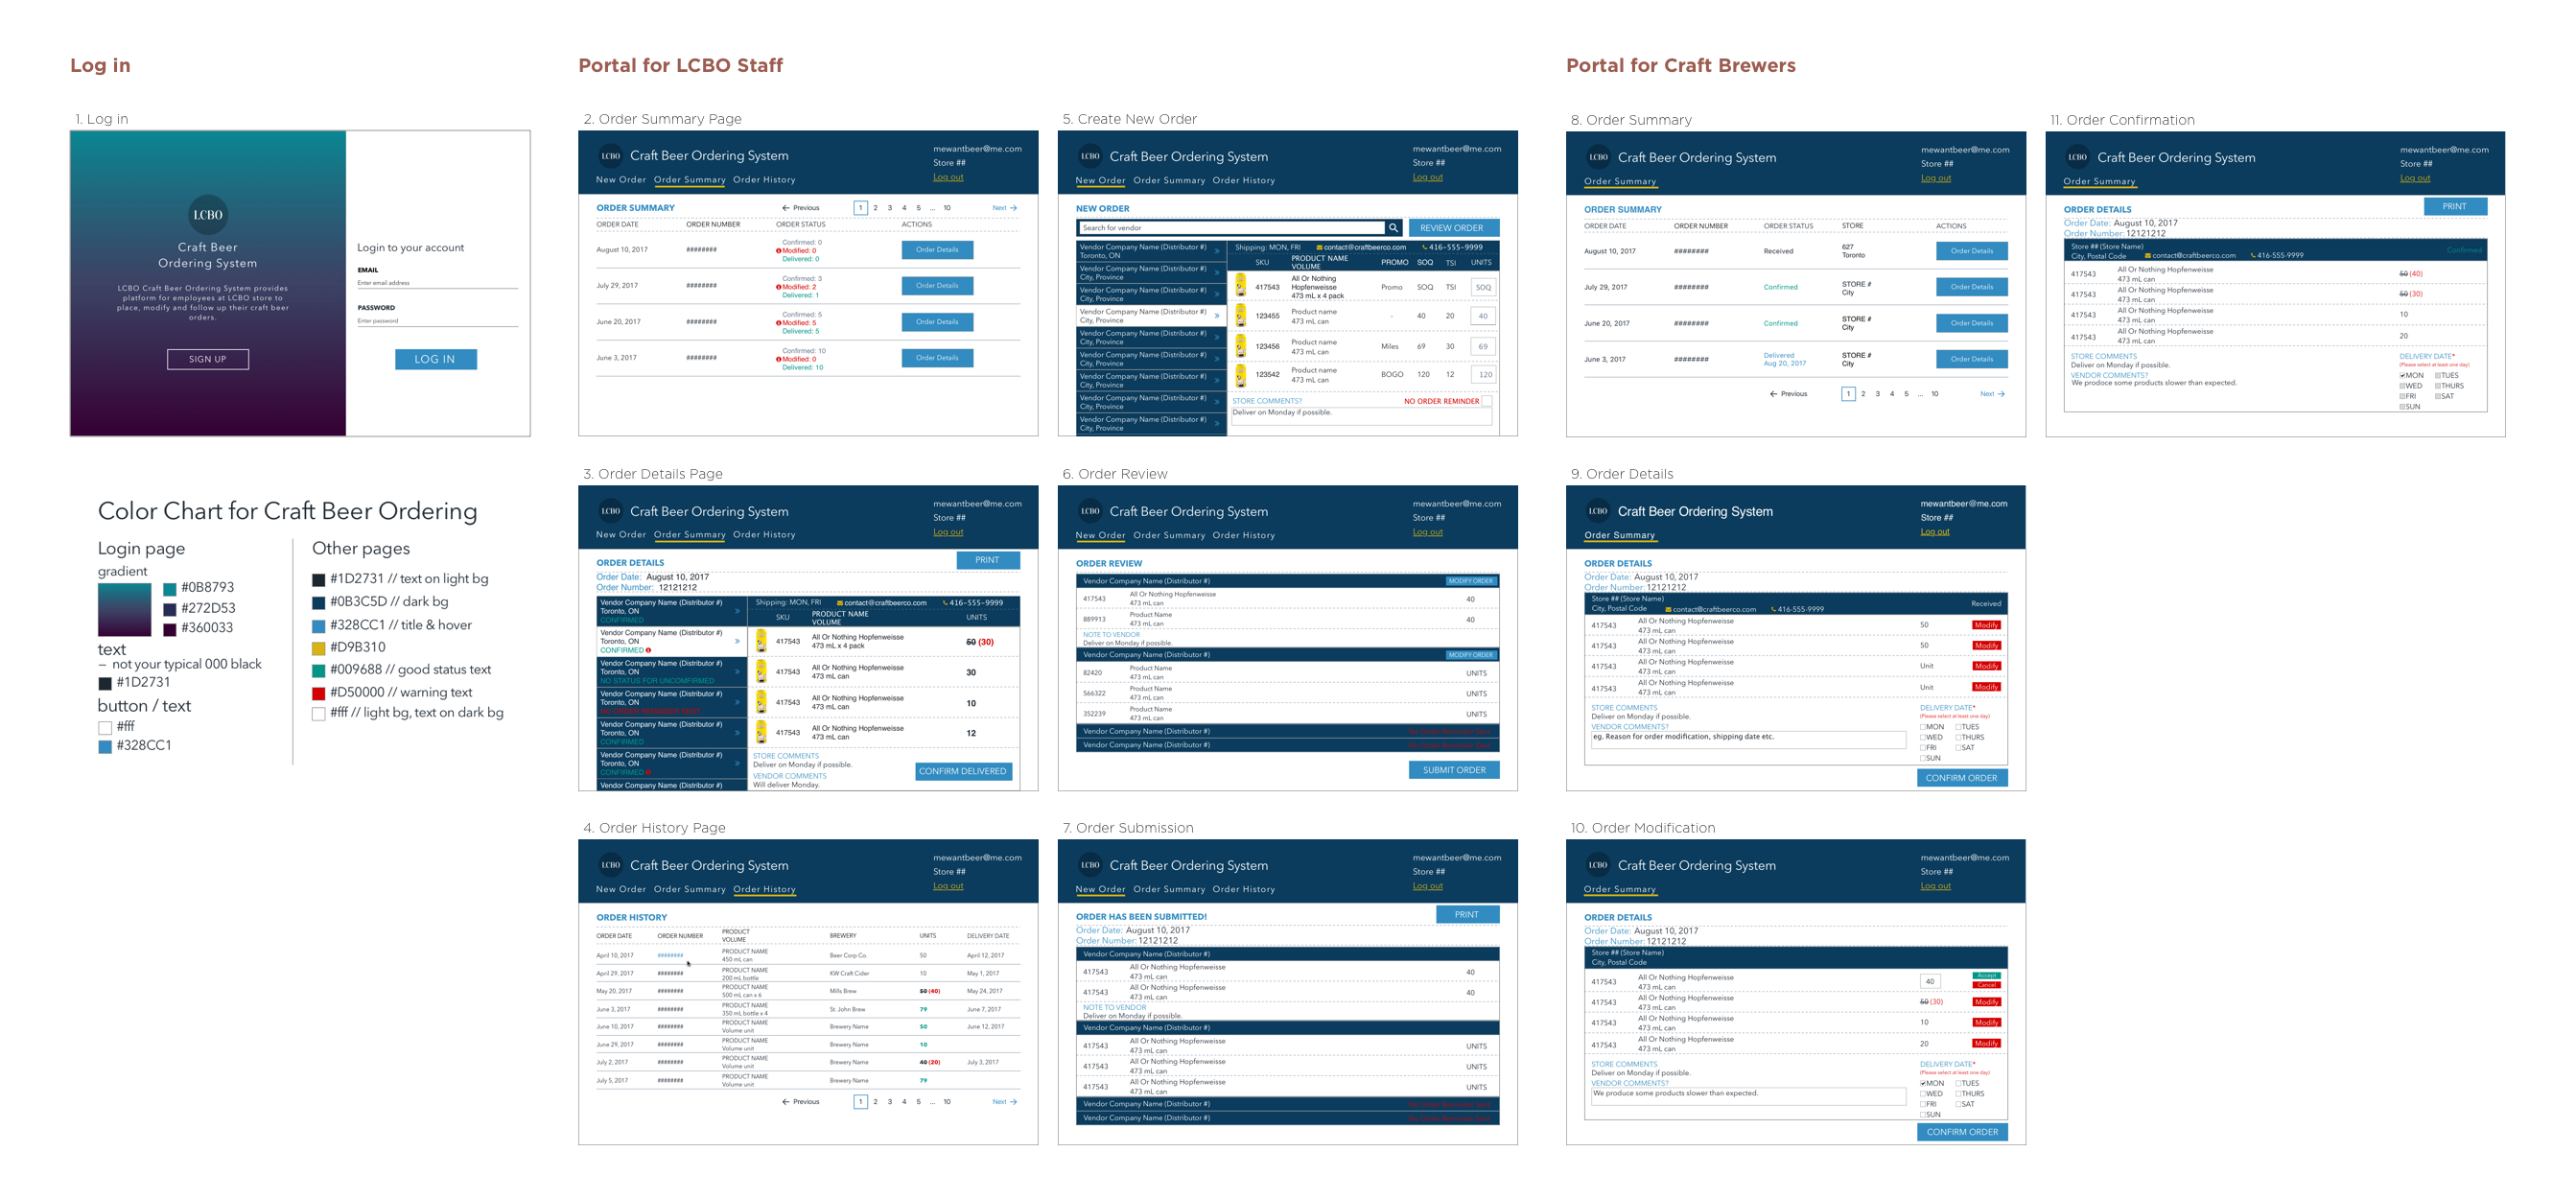 Log in
1. Log in
LCBO
Craft Beer
Ordering System
LCBO Craft Beer Ordering System provides
platform for employees at LCBO store to
place, modify and follow up their craft beer
orders.
SIGN UP
Login to your account
EMAIL
Enter email address
PASSWORD
Enter password
LOG IN
Color Chart for Craft Beer Ordering
Login page
gradient
#0B8793
#272D53
#360033
text
– not your typical 000 black
#1D2731
button / text
#fff
#328CC1
Other pages
#1D2731 // text on light bg
#0B3C5D // dark bg
#328CC1 // title & hover
#D9B310
#009688 // good status text
#D50000 // warning text
#fff // light bg, text on dark bg
Portal for LCBO Staff
2. Order Summary Page
LCBO Craft Beer Ordering System
mewantbeer@me.com
Store ##
Log out
New Order Order Summary Order History
ORDER SUMMARY ← Previous 1 2 3 4 5 ... 10 Next →
ORDER DATE ORDER NUMBER ORDER STATUS ACTIONS
August 10, 2017 ######## Confirmed: 0 Order Details
Modified: 0
Delivered: 0
July 29, 2017 ######## Confirmed: 3 Order Details
Modified: 2
Delivered: 1
June 20, 2017 ######## Confirmed: 5 Order Details
Modified: 5
Delivered: 5
June 3, 2017 ######## Confirmed: 10 Order Details
Modified: 0
Delivered: 10
3. Order Details Page
LCBO Craft Beer Ordering System
mewantbeer@me.com
Store ##
Log out
New Order Order Summary Order History
ORDER DETAILS
PRINT
Order Date: August 10, 2017
Order Number: 12121212
Vendor Company Name (Distributor #)
Toronto, ON
CONFIRMED
Vendor Company Name (Distributor #)
Toronto, ON
CONFIRMED
Vendor Company Name (Distributor #)
Toronto, ON
NO STATUS FOR UNCOMFIRMED
Vendor Company Name (Distributor #)
Toronto, ON
Vendor Company Name (Distributor #)
Toronto, ON
CONFIRMED
Vendor Company Name (Distributor #)
Toronto, ON
CONFIRMED
Vendor Company Name (Distributor #)
Shipping: MON, FRI contact@craftbeerco.com 416-555-9999
SKU PRODUCT NAME UNITS
VOLUME
417543 All Or Nothing Hopfenweisse 50 (30)
473 mL x 4 pack
417543 All Or Nothing Hopfenweisse 30
473 mL can
417543 All Or Nothing Hopfenweisse 10
473 mL can
417543 All Or Nothing Hopfenweisse 12
473 mL can
STORE COMMENTS
Deliver on Monday if possible.
VENDOR COMMENTS
Will deliver Monday.
CONFIRM DELIVERED
4. Order History Page
LCBO Craft Beer Ordering System
mewantbeer@me.com
Store ##
Log out
New Order Order Summary Order History
ORDER HISTORY
ORDER DATE ORDER NUMBER PRODUCT VOLUME BREWERY UNITS DELIVERY DATE
April 10, 2017 ######## PRODUCT NAME 450 mL can Beer Corp Co. 50 April 12, 2017
April 29, 2017 ######## PRODUCT NAME 200 mL bottle KW Craft Cider 10 May 1, 2017
May 20, 2017 ######## PRODUCT NAME 500 mL can x 6 Mills Brew 50 (40) May 24, 2017
June 3, 2017 ######## PRODUCT NAME 350 mL bottle x 4 St. John Brew 79 June 7, 2017
June 10, 2017 ######## PRODUCT NAME Volume unit Brewery Name 50 June 12, 2017
June 29, 2017 ######## PRODUCT NAME Volume unit Brewery Name 10
July 2, 2017 ######## PRODUCT NAME Volume unit Brewery Name 40 (20) July 3, 2017
July 5, 2017 ######## PRODUCT NAME Volume unit Brewery Name 79
← Previous 1 2 3 4 5 ... 10 Next →
5. Create New Order
LCBO Craft Beer Ordering System
mewantbeer@me.com
Store ##
Log out
New Order Order Summary Order History
NEW ORDER
Search for vendor
REVIEW ORDER
Vendor Company Name (Distributor #)
Toronto, ON
Vendor Company Name (Distributor #)
City, Province
Vendor Company Name (Distributor #)
City, Province
Vendor Company Name (Distributor #)
City, Province
Vendor Company Name (Distributor #)
City, Province
Vendor Company Name (Distributor #)
City, Province
Vendor Company Name (Distributor #)
City, Province
Vendor Company Name (Distributor #)
City, Province
Vendor Company Name (Distributor #)
City, Province
Shipping: MON, FRI contact@craftbeerco.com 416-555-9999
SKU PRODUCT NAME VOLUME PROMO SOQ TSI UNITS
417543 All Or Nothing Hopfenweisse 473 mL x 4 pack Promo SOQ TSI SOQ
123455 Product name 473 mL can - 40 20 40
123456 Product name 473 mL can Miles 69 30 69
123542 Product name 473 mL can BOGO 120 12 120
STORE COMMENTS? NO ORDER REMINDER
Deliver on Monday if possible.
6. Order Review
LCBO Craft Beer Ordering System
mewantbeer@me.com
Store ##
Log out
New Order Order Summary Order History
ORDER REVIEW
Vendor Company Name (Distributor #) MODIFY ORDER
417543 All Or Nothing Hopfenweisse 40
473 mL can
889913 Product Name 40
473 mL can
NOTE TO VENDOR
Deliver on Monday if possible.
Vendor Company Name (Distributor #) MODIFY ORDER
82420 Product Name UNITS
473 mL can
566322 Product Name UNITS
473 mL can
352239 Product Name UNITS
473 mL can
Vendor Company Name (Distributor #)
Vendor Company Name (Distributor #)
SUBMIT ORDER
7. Order Submission
LCBO Craft Beer Ordering System
mewantbeer@me.com
Store ##
Log out
New Order Order Summary Order History
ORDER HAS BEEN SUBMITTED!
PRINT
Order Date: August 10, 2017
Order Number: 12121212
Vendor Company Name (Distributor #)
417543 All Or Nothing Hopfenweisse 40
473 mL can
417543 All Or Nothing Hopfenweisse 40
473 mL can
NOTE TO VENDOR
Deliver on Monday if possible.
Vendor Company Name (Distributor #)
417543 All Or Nothing Hopfenweisse UNITS
473 mL can
417543 All Or Nothing Hopfenweisse UNITS
473 mL can
417543 All Or Nothing Hopfenweisse UNITS
473 mL can
Vendor Company Name (Distributor #)
Vendor Company Name (Distributor #)
Portal for Craft Brewers
8. Order Summary
LCBO Craft Beer Ordering System
mewantbeer@me.com
Store ##
Log out
Order Summary
ORDER SUMMARY
ORDER DATE ORDER NUMBER ORDER STATUS STORE ACTIONS
August 10, 2017 ######## Received 627 Toronto Order Details
July 29, 2017 ######## Confirmed STORE # City Order Details
June 20, 2017 ######## Confirmed STORE # City Order Details
June 3, 2017 ######## Delivered Aug 20, 2017 STORE # City Order Details
← Previous 1 2 3 4 5 ... 10 Next →
9. Order Details
LCBO Craft Beer Ordering System
mewantbeer@me.com
Store ##
Log out
Order Summary
ORDER DETAILS
Order Date: August 10, 2017
Order Number: 12121212
Store ## (Store Name)
City, Postal Code contact@craftbeerco.com 416-555-9999 Received
417543 All Or Nothing Hopfenweisse 50 Modify
473 mL can
417543 All Or Nothing Hopfenweisse 50 Modify
473 mL can
417543 All Or Nothing Hopfenweisse Unit Modify
473 mL can
417543 All Or Nothing Hopfenweisse Unit Modify
473 mL can
STORE COMMENTS
Deliver on Monday if possible.
VENDOR COMMENTS?
eg. Reason for order modification, shipping date etc.
DELIVERY DATE*
(Please select at least one day)
MON TUES
WED THURS
FRI SAT
SUN
CONFIRM ORDER
10. Order Modification
LCBO Craft Beer Ordering System
mewantbeer@me.com
Store ##
Log out
Order Summary
ORDER DETAILS
Order Date: August 10, 2017
Order Number: 12121212
Store ## (Store Name)
City, Postal Code
417543 All Or Nothing Hopfenweisse 40 Accept
473 mL can Cancel
417543 All Or Nothing Hopfenweisse 50 (30) Modify
473 mL can
417543 All Or Nothing Hopfenweisse 10 Modify
473 mL can
417543 All Or Nothing Hopfenweisse 20 Modify
473 mL can
STORE COMMENTS
Deliver on Monday if possible.
VENDOR COMMENTS?
We produce some products slower than expected.
DELIVERY DATE*
(Please select at least one day)
MON TUES
WED THURS
FRI SAT
SUN
CONFIRM ORDER
11. Order Confirmation
LCBO Craft Beer Ordering System
mewantbeer@me.com
Store ##
Log out
Order Summary
ORDER DETAILS
PRINT
Order Date: August 10, 2017
Order Number: 12121212
Store ## (Store Name)
City, Postal Code contact@craftbeerco.com 416-555-9999 Confirmed
417543 All Or Nothing Hopfenweisse 50 (40)
473 mL can
417543 All Or Nothing Hopfenweisse 50 (30)
473 mL can
417543 All Or Nothing Hopfenweisse 10
473 mL can
417543 All Or Nothing Hopfenweisse 20
473 mL can
STORE COMMENTS
Deliver on Monday if possible.
VENDOR COMMENTS?
We produce some products slower than expected.
DELIVERY DATE*
(Please select at least one day)
MON TUES
WED THURS
FRI SAT
SUN